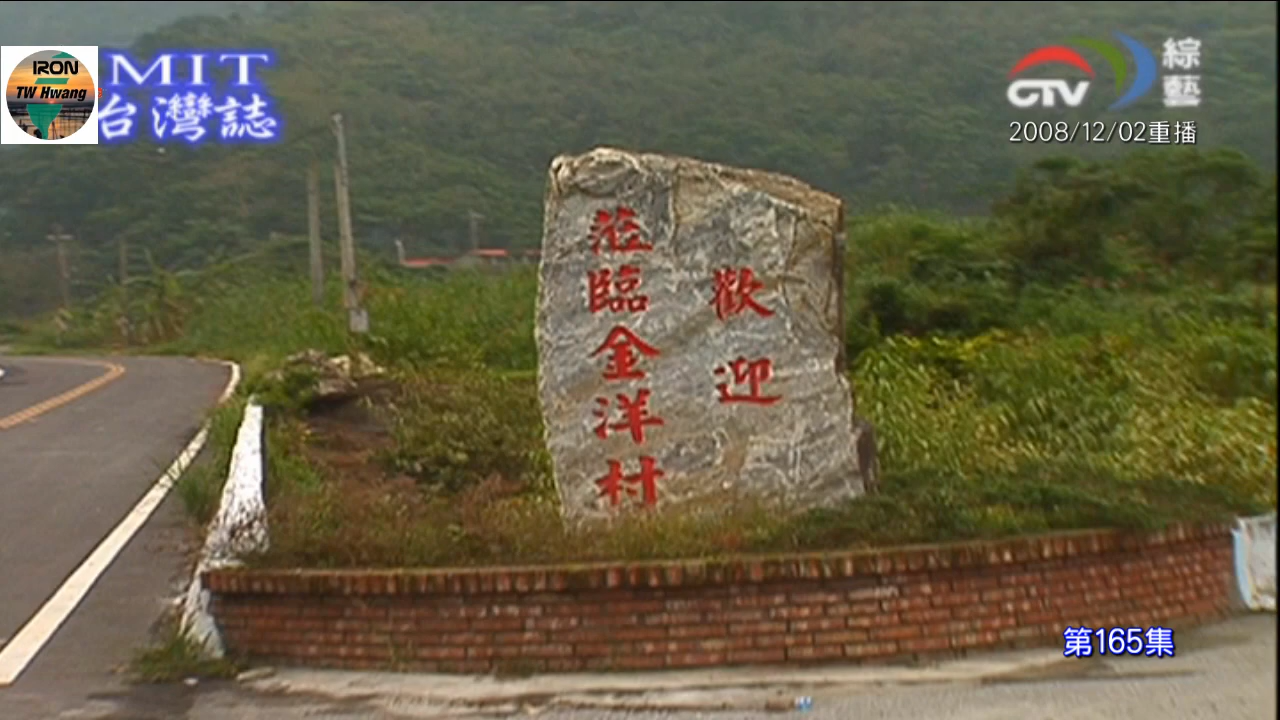 IRON
TW Hwang
MIT
台灣誌
CTV
綜藝
2008/12/02重播
歡迎
蒞臨金洋村
第165集